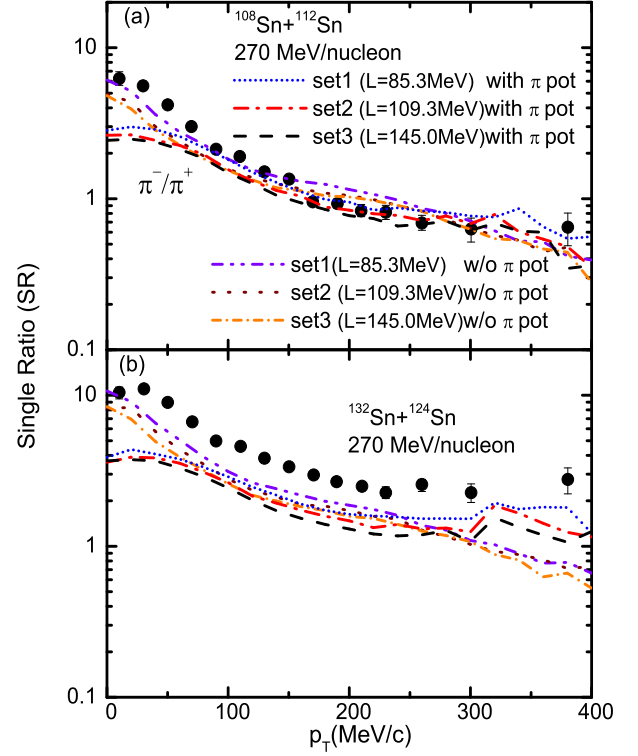 (a)
¹⁰⁸Sn+¹¹²Sn
270 MeV/nucleon
set1 (L=85.3MeV) with π pot
set2 (L=109.3MeV)with π pot
set3 (L=145.0MeV)with π pot
π⁻/π⁺
set1(L=85.3MeV) w/o π pot
set2 (L=109.3MeV)w/o π pot
set3 (L=145.0MeV)w/o π pot
10
1
0.1
Single Ratio (SR)
(b)
¹³²Sn+¹²⁴Sn
270 MeV/nucleon
10
1
0.1
0 100 200 300 400
p_T(MeV/c)